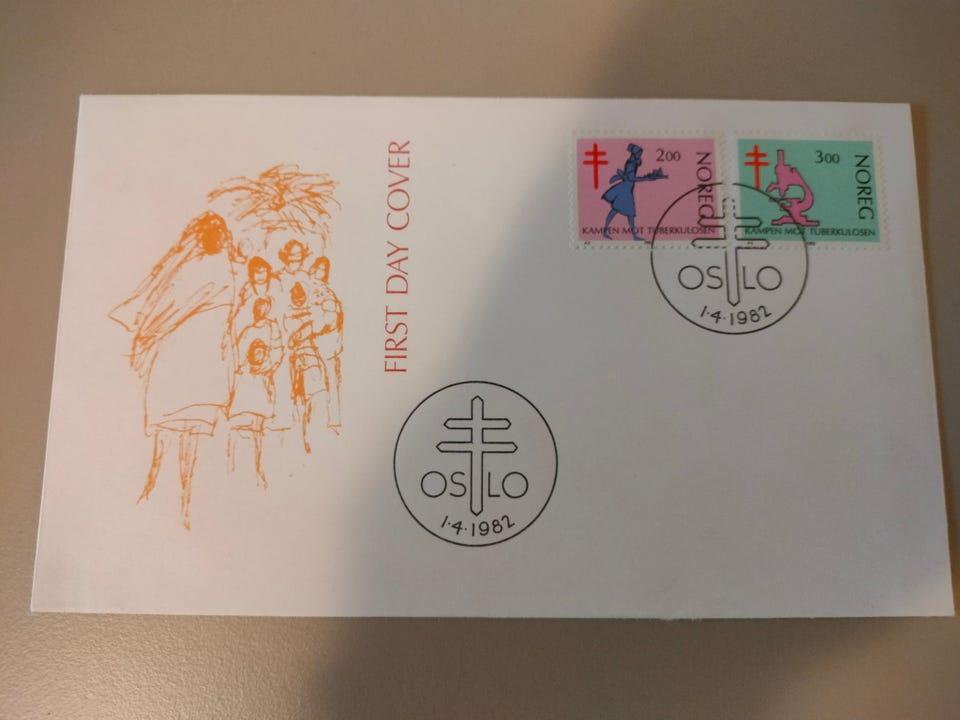 FIRST DAY COVER
2.00
NOREG
KAMPEN MOT TUBERKULOSEN
3.00
NOREG
KAMPEN MOT TUBERKULOSEN
OSLO
1·4·1982
OSLO
1·4·1982